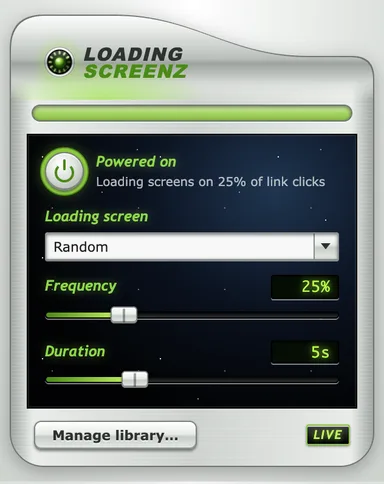 LOADING
SCREENZ
Powered on
Loading screens on 25% of link clicks
Loading screen
Random
Frequency
25%
Duration
5s
Manage library...
LIVE